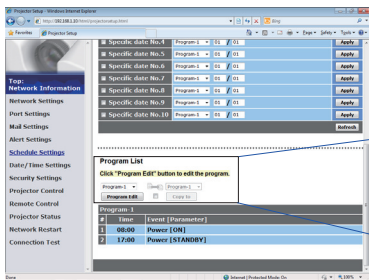 Projector Setup - Windows Internet Explorer
http://192.168.1.10/html/projectorsetup.html
Bing
Favorites
Projector Setup
Page
Safety
Tools
Top:
Network Information
Network Settings
Port Settings
Mail Settings
Alert Settings
Schedule Settings
Date/Time Settings
Security Settings
Projector Control
Remote Control
Projector Status
Network Restart
Connection Test
Specific date No.4 Program-1 01 / 01 Apply
Specific date No.5 Program-1 01 / 01 Apply
Specific date No.6 Program-1 01 / 01 Apply
Specific date No.7 Program-1 01 / 01 Apply
Specific date No.8 Program-1 01 / 01 Apply
Specific date No.9 Program-1 01 / 01 Apply
Specific date No.10 Program-1 01 / 01 Apply
Refresh
Program List
Click "Program Edit" button to edit the program.
Program-1 Program-1
Program Edit Copy to
Program-1
# Time Event [Parameter]
1 08:00 Power [ON]
2 17:00 Power [STANDBY]
Done
Internet | Protected Mode: On
100%